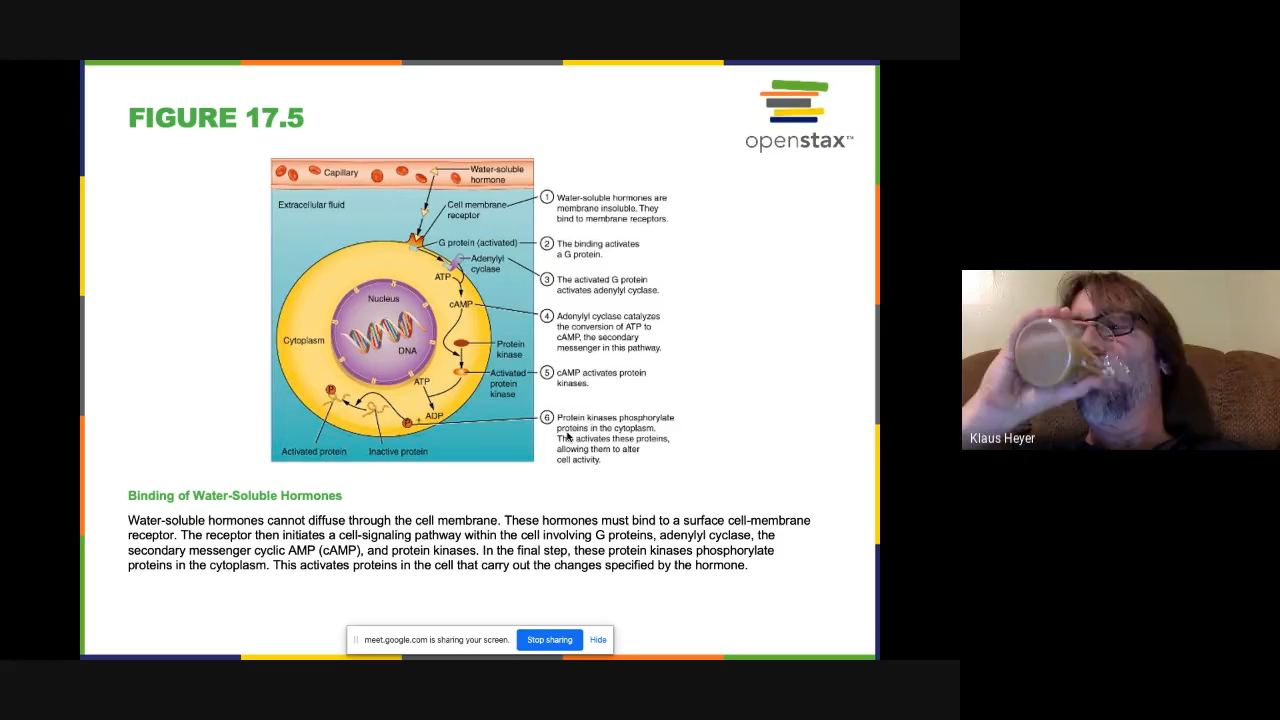 FIGURE 17.5
openstax™
Capillary
Water-soluble
hormone
Extracellular fluid
Cell membrane
receptor
G protein (activated)
Adenylyl
cyclase
ATP
cAMP
Nucleus
DNA
Cytoplasm
Protein
kinase
Activated
protein
kinase
ATP
ADP
P
P
Activated protein
Inactive protein
1 Water-soluble hormones are
membrane insoluble. They
bind to membrane receptors.
2 The binding activates
a G protein.
3 The activated G protein
activates adenylyl cyclase.
4 Adenylyl cyclase catalyzes
the conversion of ATP to
cAMP, the secondary
messenger in this pathway.
5 cAMP activates protein
kinases.
6 Protein kinases phosphorylate
proteins in the cytoplasm.
This activates these proteins,
allowing them to alter
cell activity.
Binding of Water-Soluble Hormones
Water-soluble hormones cannot diffuse through the cell membrane. These hormones must bind to a surface cell-membrane
receptor. The receptor then initiates a cell-signaling pathway within the cell involving G proteins, adenylyl cyclase, the
secondary messenger cyclic AMP (cAMP), and protein kinases. In the final step, these protein kinases phosphorylate
proteins in the cytoplasm. This activates proteins in the cell that carry out the changes specified by the hormone.
meet.google.com is sharing your screen.
Stop sharing
Hide
Klaus Heyer